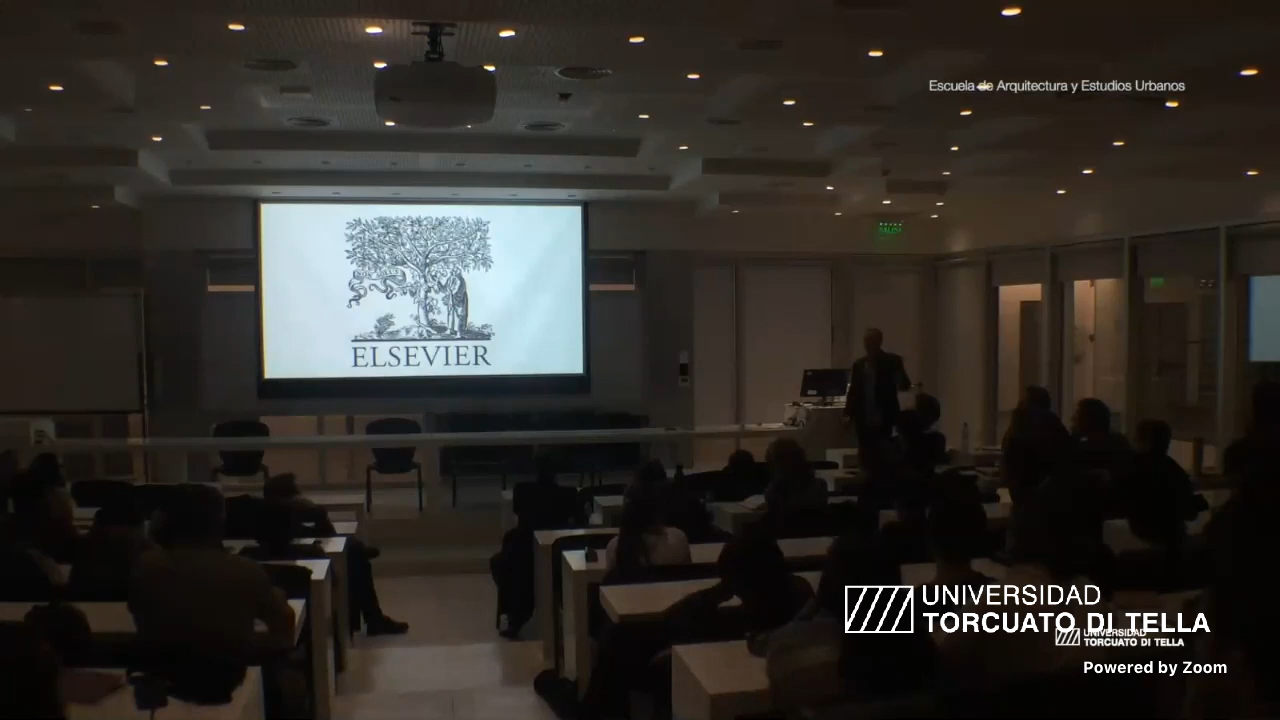 Escuela de Arquitectura y Estudios Urbanos
ELSEVIER
SALIDA
UNIVERSIDAD
TORCUATO DI TELLA
UNIVERSIDAD
TORCUATO DI TELLA
Powered by Zoom